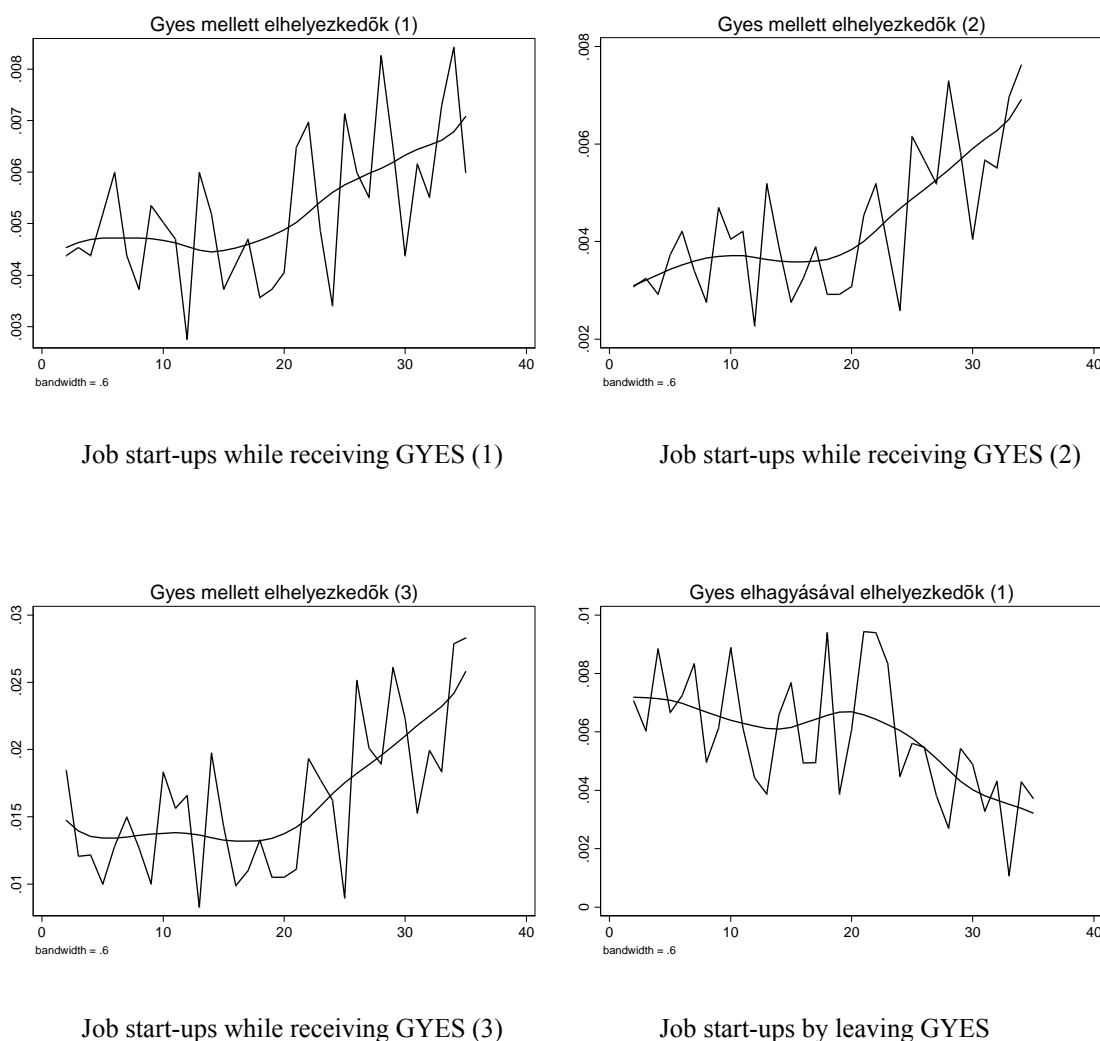 Gyes mellett elhelyezkedõk (1)
.003 .004 .005 .006 .007 .008
0 10 20 30 40
bandwidth = .6
Job start-ups while receiving GYES (1)
Gyes mellett elhelyezkedõk (2)
.002 .004 .006 .008
0 10 20 30 40
bandwidth = .6
Job start-ups while receiving GYES (2)
Gyes mellett elhelyezkedõk (3)
.01 .015 .02 .025 .03
0 10 20 30 40
bandwidth = .6
Job start-ups while receiving GYES (3)
Gyes elhagyásával elhelyezkedõk (1)
0 .002 .004 .006 .008 .01
0 10 20 30 40
bandwidth = .6
Job start-ups by leaving GYES